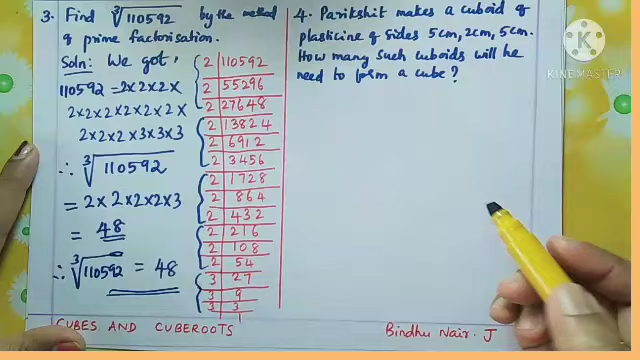 3. Find ∛110592 by the method
of prime factorisation.
Soln: We got,
110592 = 2×2×2×
2×2×2×2×2×2×
2×2×2×3×3×3
∴ ∛110592
= 2×2×2×2×3
= 48
∴ ∛110592 = 48
2 | 110592
2 | 55296
2 | 27648
2 | 13824
2 | 6912
2 | 3456
2 | 1728
2 | 864
2 | 432
2 | 216
2 | 108
2 | 54
3 | 27
3 | 9
3 | 3
1
4. Parikshit makes a cuboid of
plasticine of sides 5cm, 2cm, 5cm.
How many such cuboids will he
need to form a cube?
KINEMASTER
CUBES AND CUBEROOTS
Bindhu Nair. J